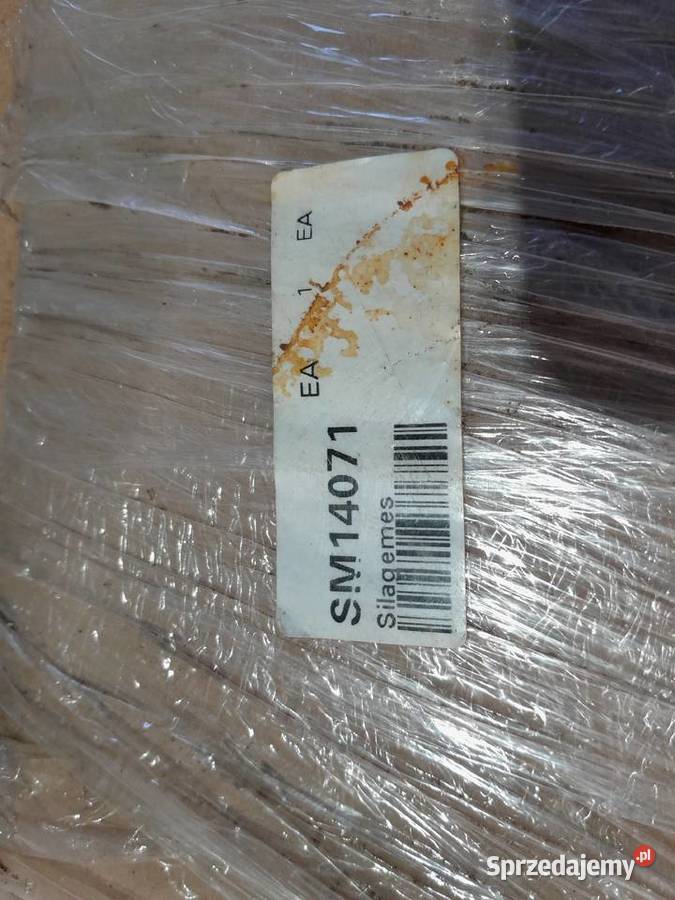 SM14071
EA
1
EA
Silagemes
Sprzedajemy.pl